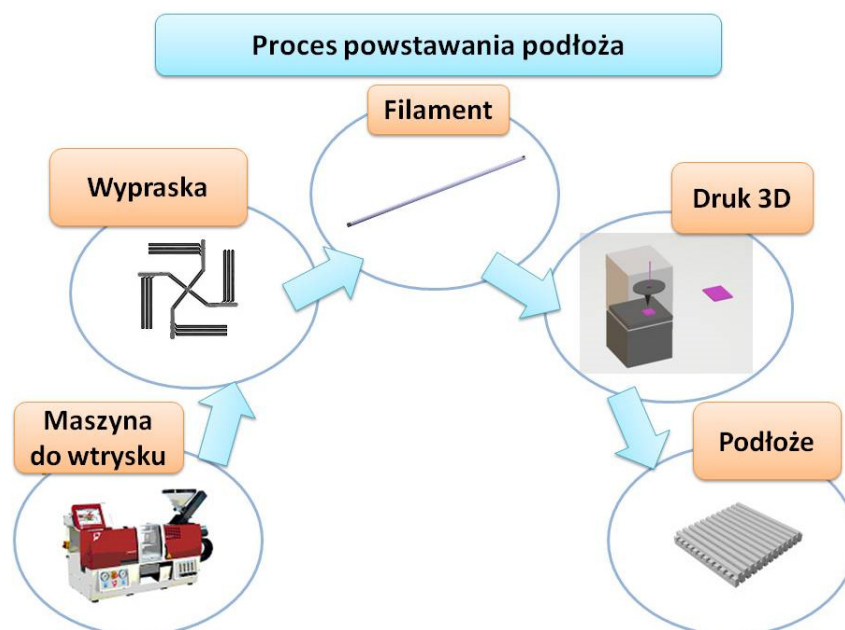 Proces powstawania podłoża
Filament
Wypraska
Druk 3D
Maszyna
do wtrysku
Podłoże